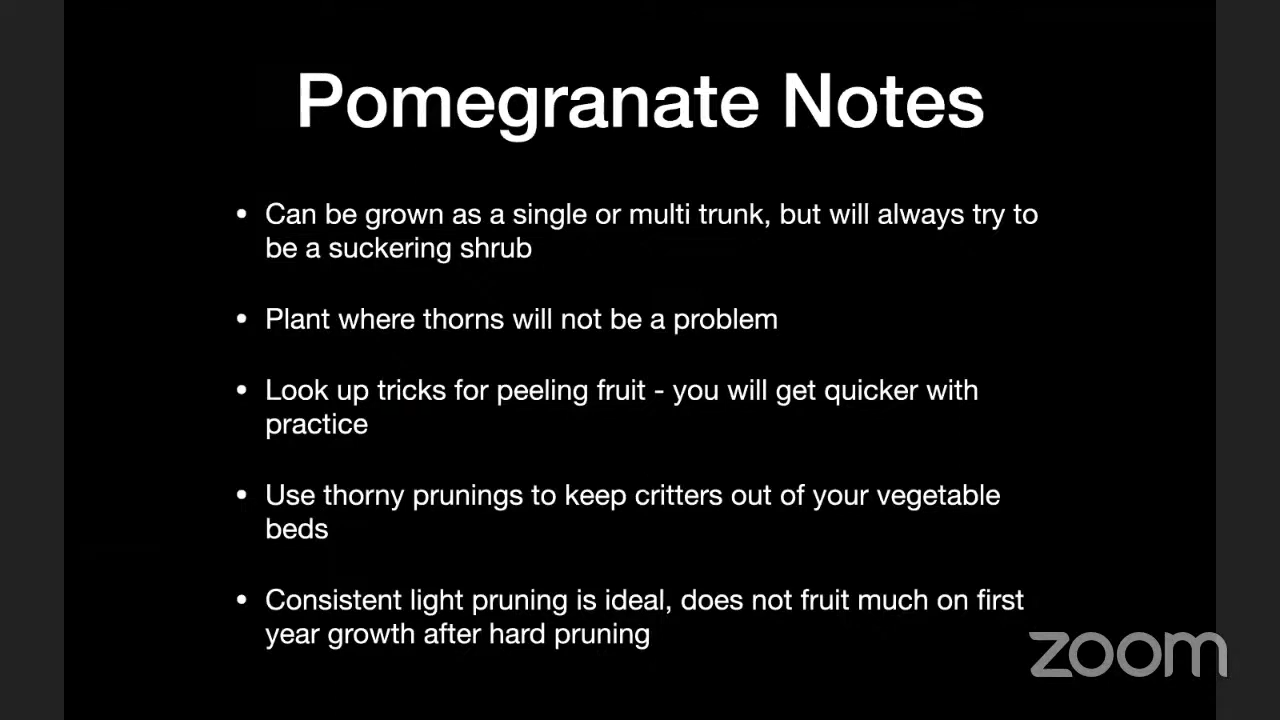 Pomegranate Notes
• Can be grown as a single or multi trunk, but will always try to
be a suckering shrub
• Plant where thorns will not be a problem
• Look up tricks for peeling fruit - you will get quicker with
practice
• Use thorny prunings to keep critters out of your vegetable
beds
• Consistent light pruning is ideal, does not fruit much on first
year growth after hard pruning
zoom